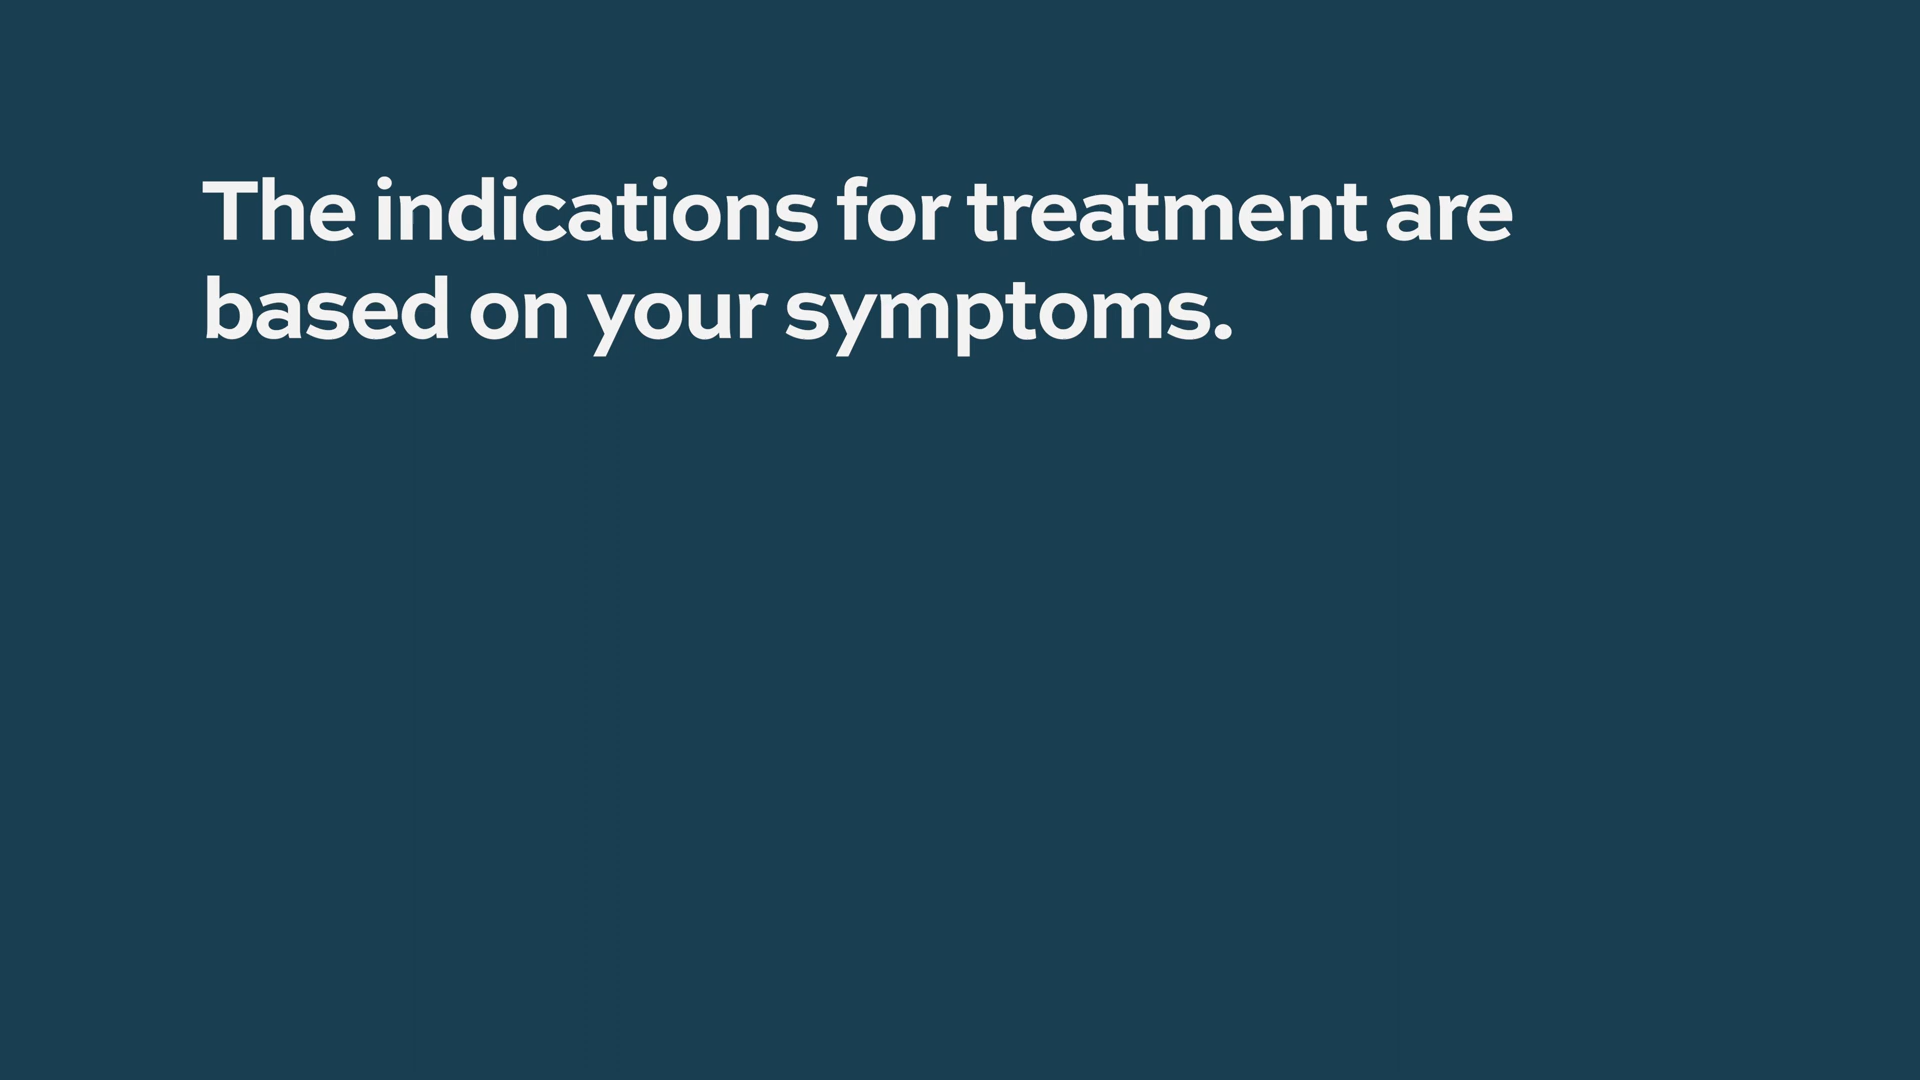 The indications for treatment are
based on your symptoms.